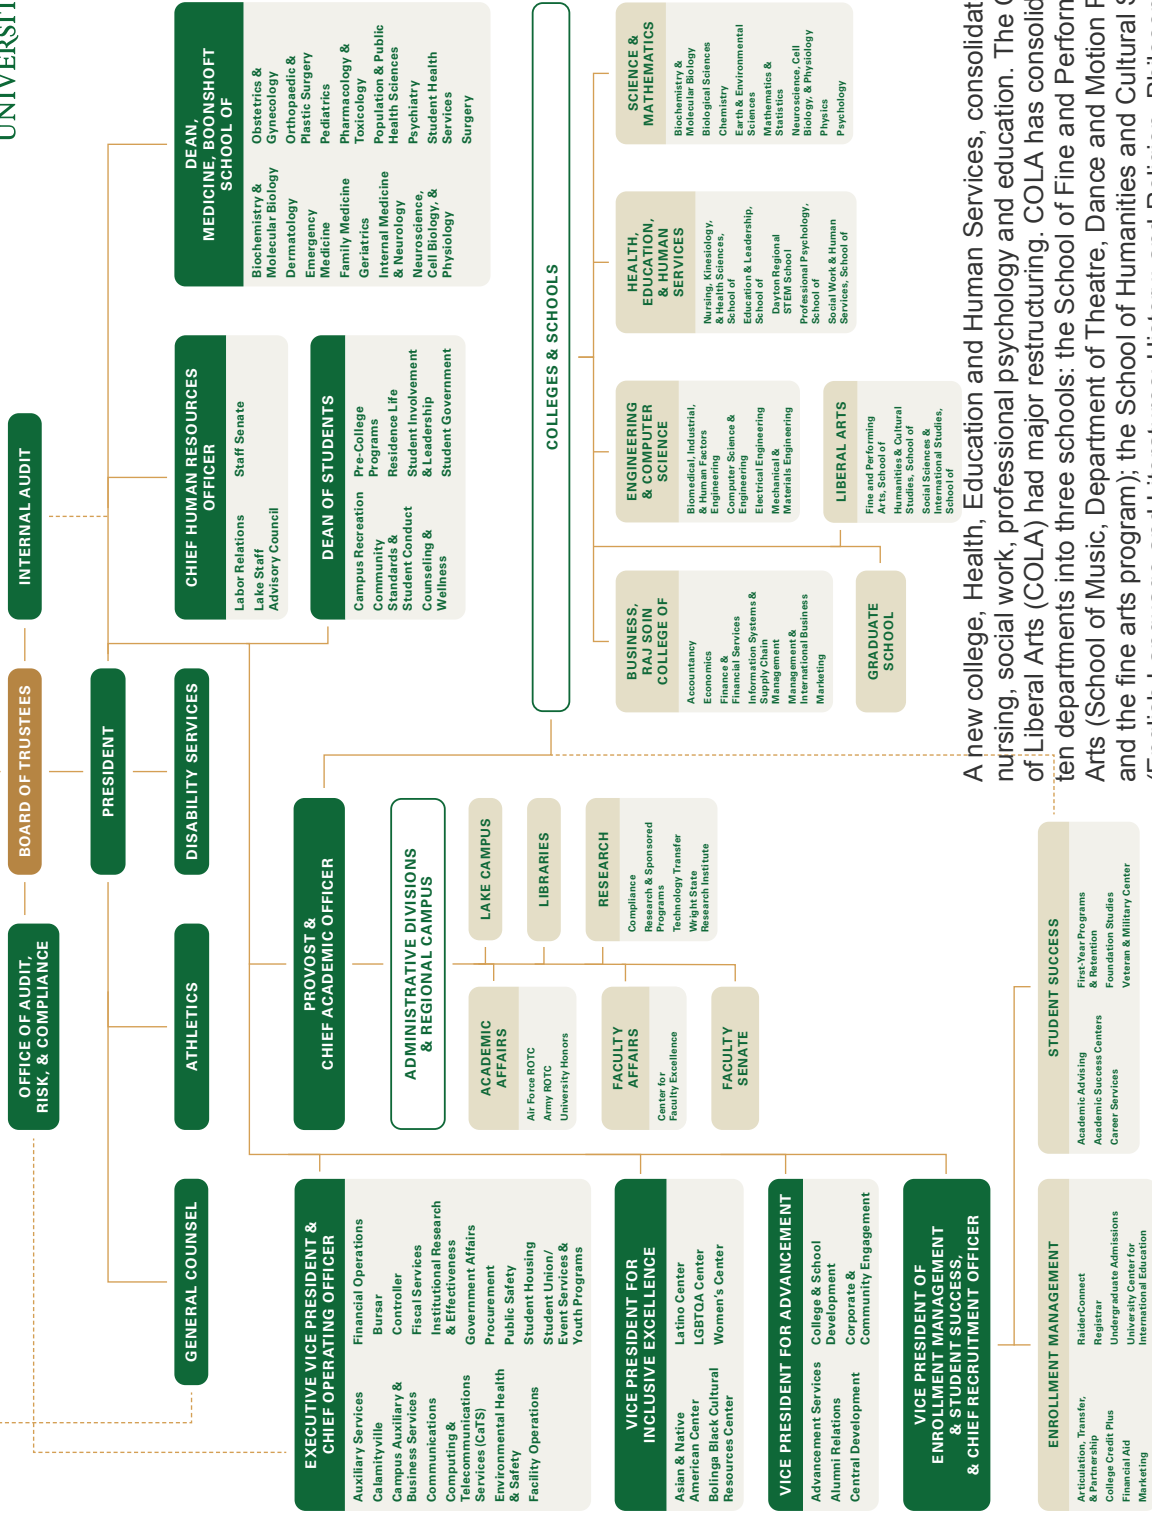 UNIVERSIT
OFFICE OF AUDIT,
RISK, & COMPLIANCE
BOARD OF TRUSTEES
INTERNAL AUDIT
PRESIDENT
GENERAL COUNSEL
ATHLETICS
DISABILITY SERVICES
CHIEF HUMAN RESOURCES
OFFICER
Labor Relations
Lake Staff
Advisory Council
Staff Senate
DEAN,
MEDICINE, BOONSHOFT
SCHOOL OF
Biochemistry &
Molecular Biology
Dermatology
Emergency
Medicine
Family Medicine
Geriatrics
Internal Medicine
& Neurology
Neuroscience,
Cell Biology, &
Physiology
Obstetrics &
Gynecology
Orthopaedic &
Plastic Surgery
Pediatrics
Pharmacology &
Toxicology
Population & Public
Health Sciences
Psychiatry
Student Health
Services
Surgery
DEAN OF STUDENTS
Campus Recreation
Community
Standards &
Student Conduct
Counseling &
Wellness
Pre-College
Programs
Residence Life
Student Involvement
& Leadership
Student Government
EXECUTIVE VICE PRESIDENT &
CHIEF OPERATING OFFICER
Auxiliary Services
Calamityville
Campus Auxiliary &
Business Services
Communications
Computing &
Telecommunications
Services (CaTS)
Environmental Health
& Safety
Facility Operations
Financial Operations
Bursar
Controller
Fiscal Services
Institutional Research
& Effectiveness
Government Affairs
Procurement
Public Safety
Student Housing
Student Union/
Event Services &
Youth Programs
VICE PRESIDENT FOR
INCLUSIVE EXCELLENCE
Asian & Native
American Center
Bolinga Black Cultural
Resources Center
Latino Center
LGBTQA Center
Women's Center
VICE PRESIDENT FOR ADVANCEMENT
Advancement Services
Alumni Relations
Central Development
College & School
Development
Corporate &
Community Engagement
VICE PRESIDENT OF
ENROLLMENT MANAGEMENT
& STUDENT SUCCESS,
& CHIEF RECRUITMENT OFFICER
ENROLLMENT MANAGEMENT
Articulation, Transfer,
& Partnership
College Credit Plus
Financial Aid
Marketing
RaiderConnect
Registrar
Undergraduate Admissions
University Center for
International Education
STUDENT SUCCESS
Academic Advising
Academic Success Centers
Career Services
First-Year Programs
& Retention
Foundation Studies
Veteran & Military Center
PROVOST &
CHIEF ACADEMIC OFFICER
ADMINISTRATIVE DIVISIONS
& REGIONAL CAMPUS
ACADEMIC
AFFAIRS
Air Force ROTC
Army ROTC
University Honors
FACULTY
AFFAIRS
Center for
Faculty Excellence
FACULTY
SENATE
LAKE CAMPUS
LIBRARIES
RESEARCH
Compliance
Research & Sponsored
Programs
Technology Transfer
Wright State
Research Institute
COLLEGES & SCHOOLS
BUSINESS,
RAJ SOIN
COLLEGE OF
Accountancy
Economics
Finance &
Financial Services
Information Systems &
Supply Chain
Management
Management &
International Business
Marketing
GRADUATE
SCHOOL
ENGINEERING
& COMPUTER
SCIENCE
Biomedical, Industrial,
& Human Factors
Engineering
Computer Science &
Engineering
Electrical Engineering
Mechanical &
Materials Engineering
LIBERAL ARTS
Fine and Performing
Arts, School of
Humanities & Cultural
Studies, School of
Social Sciences &
International Studies,
School of
HEALTH,
EDUCATION,
& HUMAN
SERVICES
Nursing, Kinesiology,
& Health Sciences,
School of
Education & Leadership,
School of
Dayton Regional
STEM School
Professional Psychology,
School of
Social Work & Human
Services, School of
SCIENCE &
MATHEMATICS
Biochemistry &
Molecular Biology
Biological Sciences
Chemistry
Earth & Environmental
Sciences
Mathematics &
Statistics
Neuroscience, Cell
Biology, & Physiology
Physics
Psychology
A new college, Health, Education and Human Services, consolidat
nursing, social work, professional psychology and education. The C
of Liberal Arts (COLA) had major restructuring. COLA has consolid
ten departments into three schools: the School of Fine and Perform
Arts (School of Music, Department of Theatre, Dance and Motion P
and the fine arts program); the School of Humanities and Cultural S